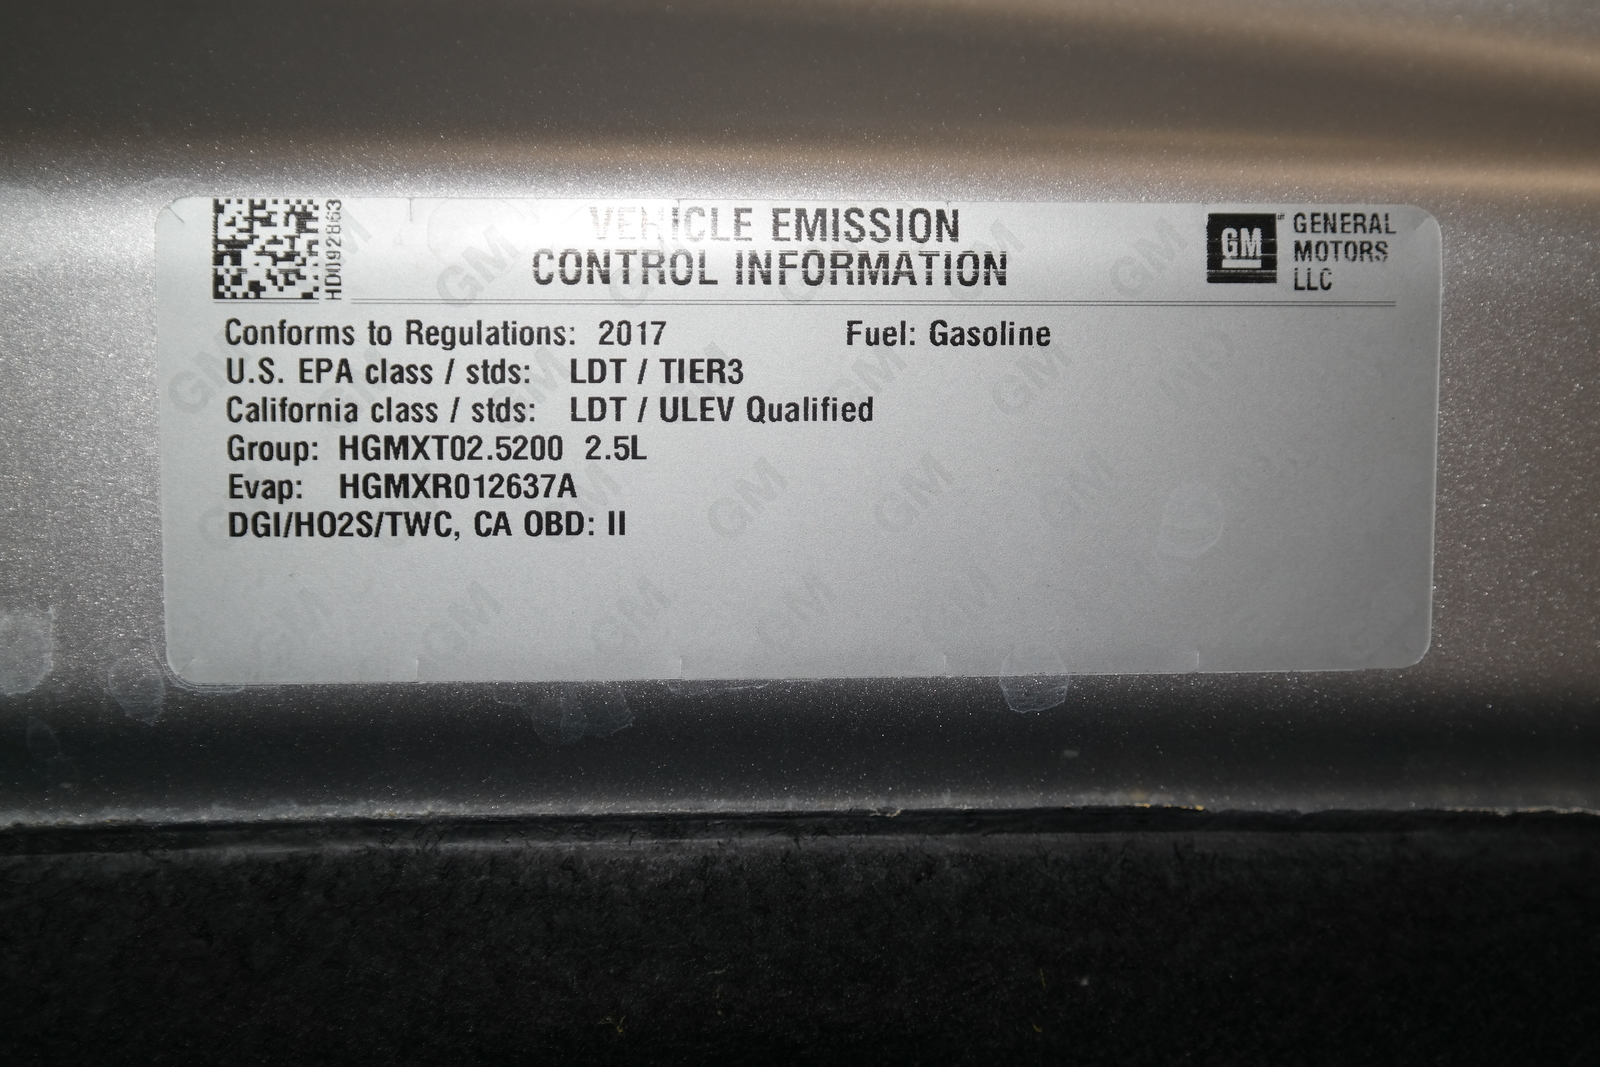 HD092863
VEHICLE EMISSION
CONTROL INFORMATION
GM
GENERAL
MOTORS
LLC
Conforms to Regulations: 2017 Fuel: Gasoline
U.S. EPA class / stds: LDT / TIER3
California class / stds: LDT / ULEV Qualified
Group: HGMXT02.5200 2.5L
Evap: HGMXR012637A
DGI/HO2S/TWC, CA OBD: II